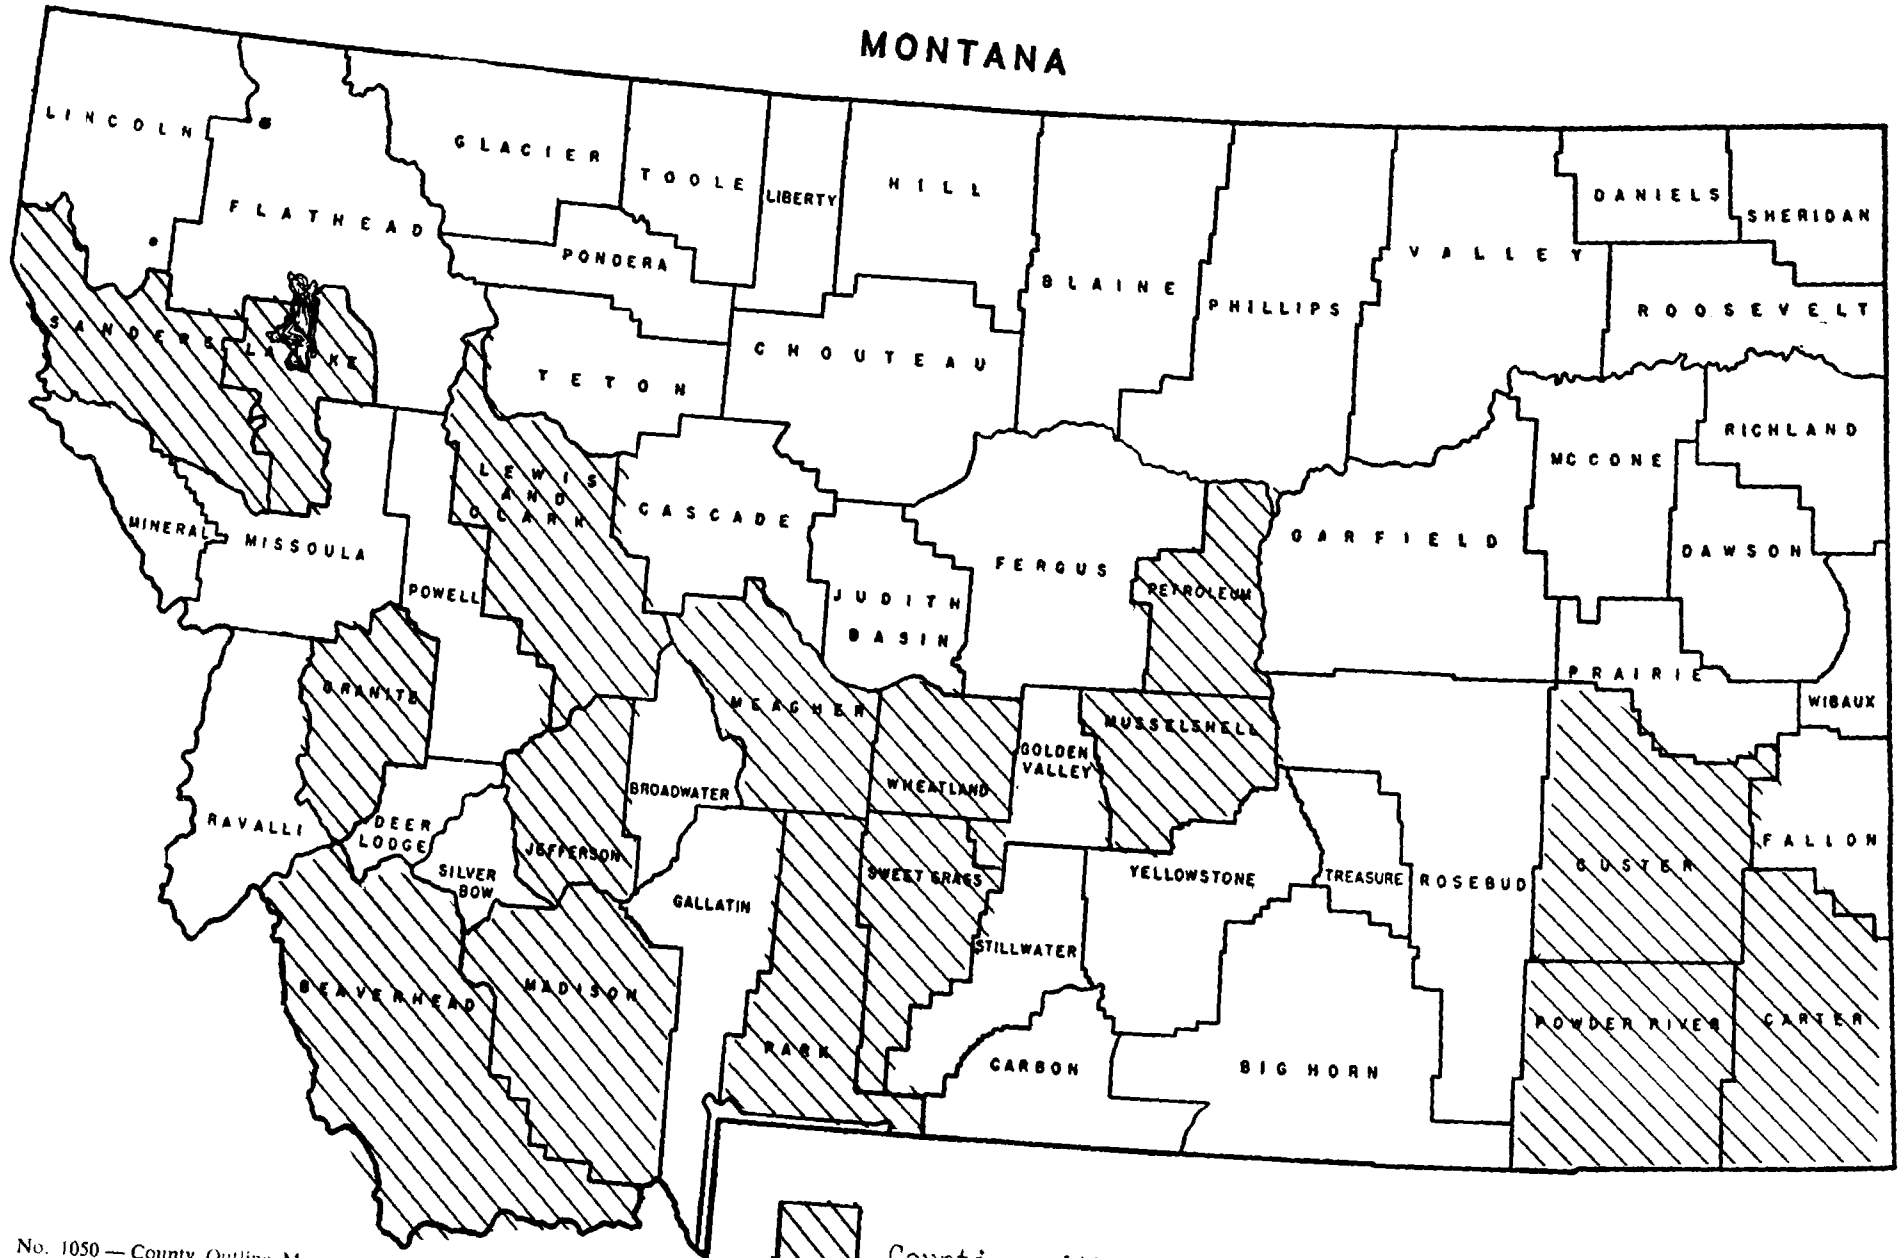 MONTANA
LINCOLN
GLACIER
TOOLE
LIBERTY
HILL
DANIELS
SHERIDAN
FLATHEAD
PONDERA
BLAINE
PHILLIPS
VALLEY
ROOSEVELT
SANDERS
LAKE
TETON
CHOUTEAU
RICHLAND
MC CONE
LEWIS
AND
CLARK
CASCADE
MINERAL
MISSOULA
POWELL
JUDITH
BASIN
FERGUS
PETROLEUM
GARFIELD
DAWSON
PRAIRIE
WIBAUX
GRANITE
MEAGHER
MUSSELSHELL
GOLDEN
VALLEY
BROADWATER
WHEATLAND
RAVALLI
DEER
LODGE
SILVER
BOW
JEFFERSON
GALLATIN
SWEET GRASS
STILLWATER
YELLOWSTONE
TREASURE
ROSEBUD
CUSTER
FALLON
BEAVERHEAD
MADISON
PARK
CARBON
BIG HORN
POWDER RIVER
CARTER
No. 1050 — County Outline